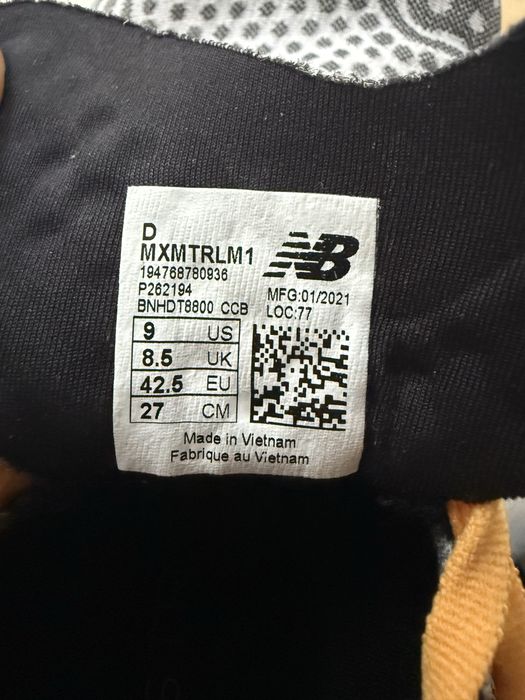 D
MXMTRLM1
194768780936
P262194
BNHDT8800 CCB
NB
MFG:01/2021
LOC:77
9 US
8.5 UK
42.5 EU
27 CM
Made in Vietnam
Fabrique au Vietnam